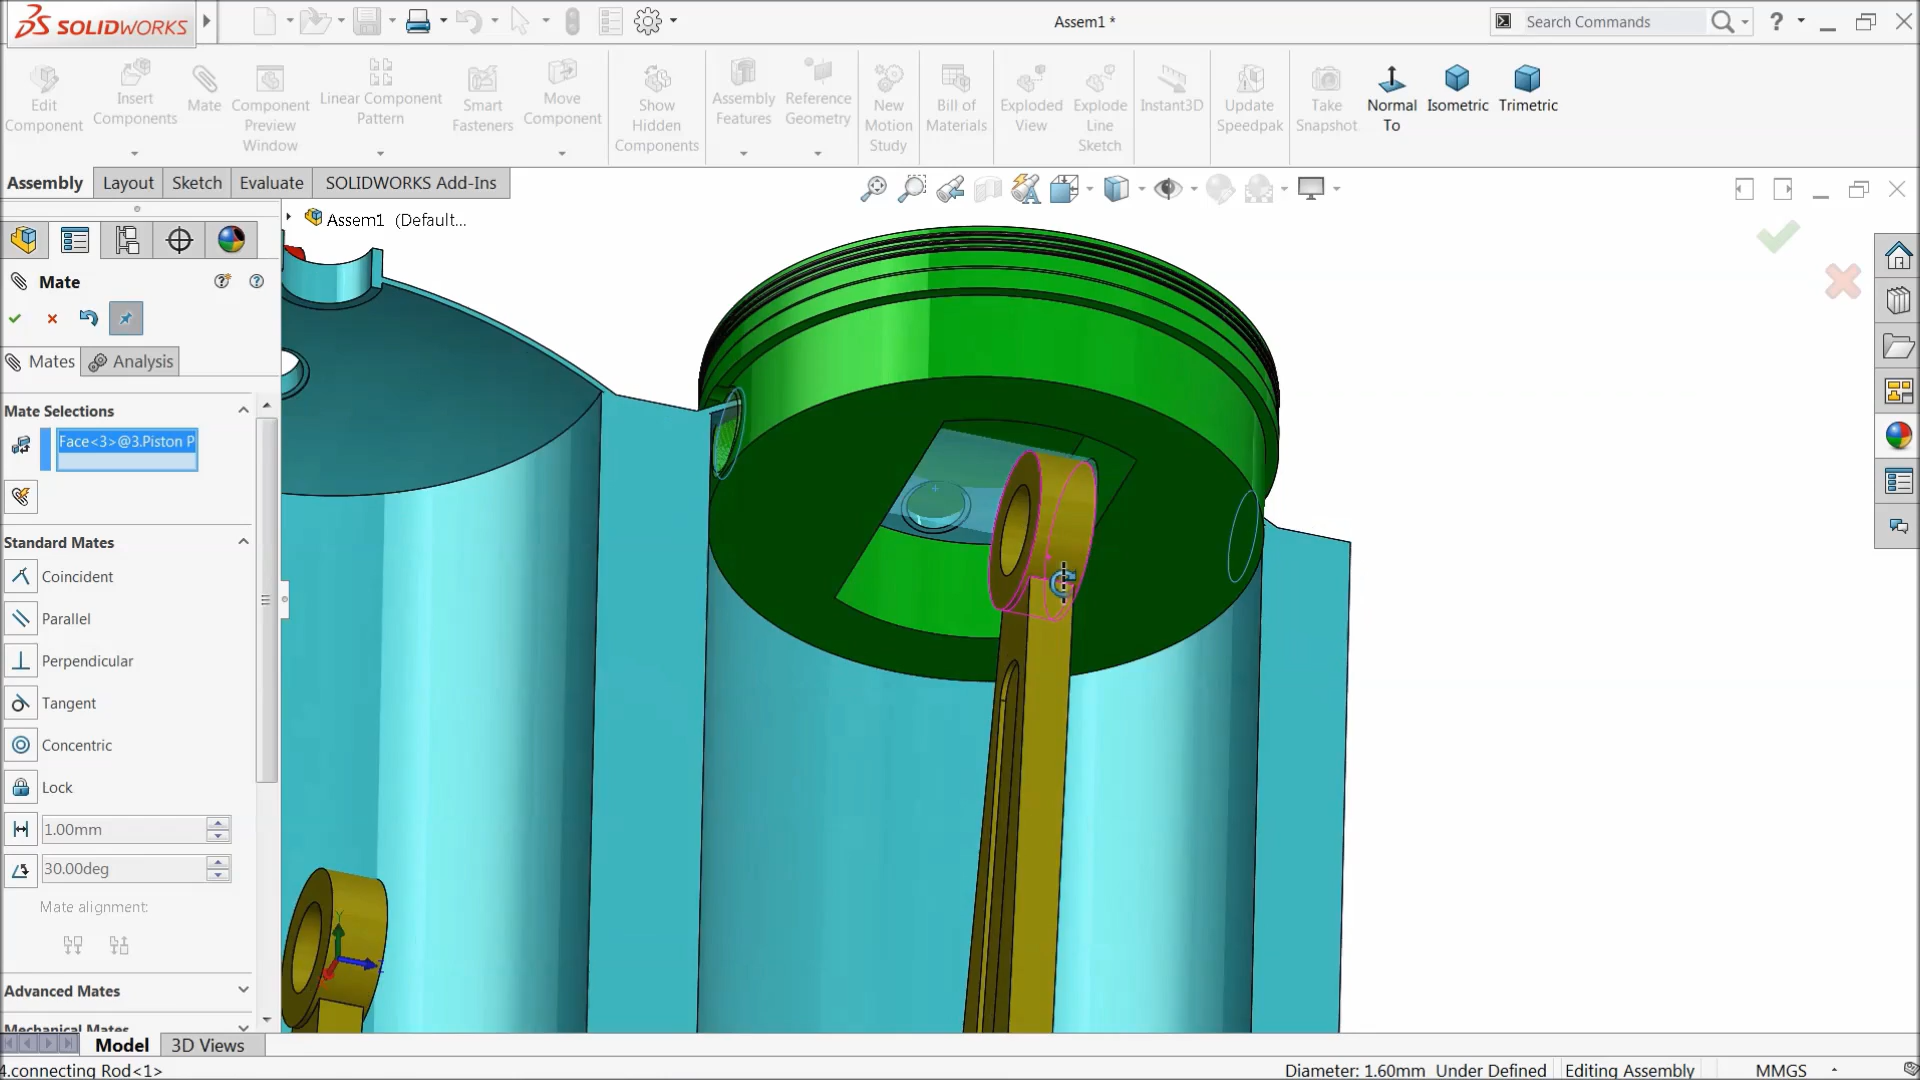 SOLIDWORKS
Assem1 *
Search Commands
?
Edit Component
Insert Components
Mate
Component Preview Window
Linear Component Pattern
Smart Fasteners
Move Component
Show Hidden Components
Assembly Features
Reference Geometry
New Motion Study
Bill of Materials
Exploded View
Explode Line Sketch
Instant3D
Update Speedpak
Take Snapshot
Normal To
Isometric
Trimetric
Assembly
Layout
Sketch
Evaluate
SOLIDWORKS Add-Ins
Assem1 (Default...
Mate
Mates
Analysis
Mate Selections
Face<3>@3.Piston P
Standard Mates
Coincident
Parallel
Perpendicular
Tangent
Concentric
Lock
1.00mm
30.00deg
Mate alignment:
Advanced Mates
Mechanical Mates
Y
Z
Model
3D Views
4.connecting Rod<1>
Diameter: 1.60mm
Under Defined
Editing Assembly
MMGS